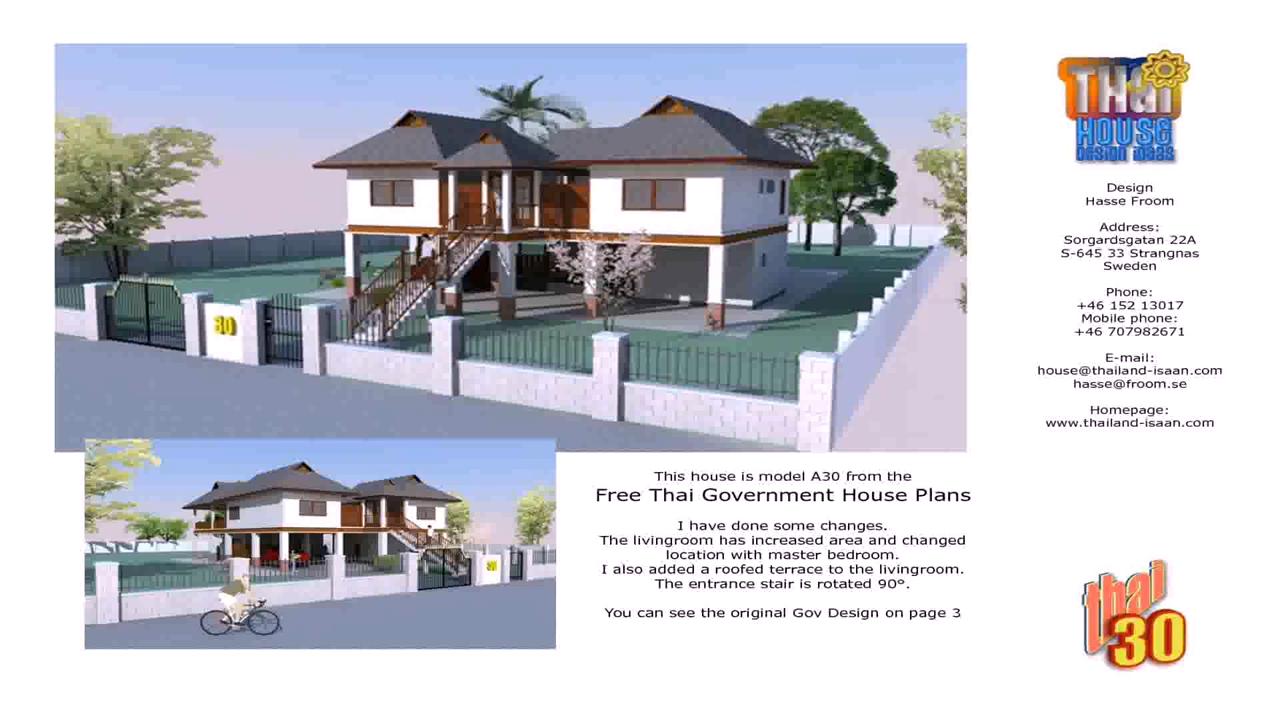 THai
HOUSE
DESIGN IDEAS
Design
Hasse Froom
Address:
Sorgardsgatan 22A
S-645 33 Strangnas
Sweden
Phone:
+46 152 13017
Mobile phone:
+46 707982671
E-mail:
house@thailand-isaan.com
hasse@froom.se
Homepage:
www.thailand-isaan.com
30
30
This house is model A30 from the
Free Thai Government House Plans
I have done some changes.
The livingroom has increased area and changed
location with master bedroom.
I also added a roofed terrace to the livingroom.
The entrance stair is rotated 90°.
You can see the original Gov Design on page 3
thai
30